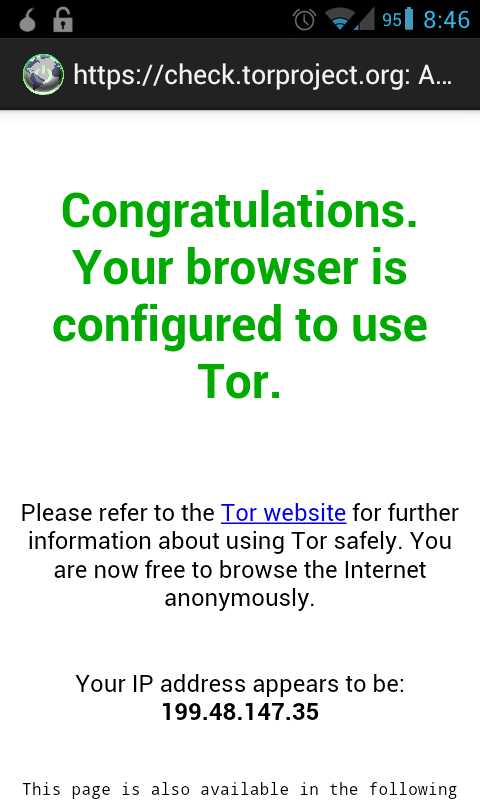 95 8:46
https://check.torproject.org: A...
Congratulations.
Your browser is
configured to use
Tor.
Please refer to the Tor website for further
information about using Tor safely. You
are now free to browse the Internet
anonymously.
Your IP address appears to be:
199.48.147.35
This page is also available in the following